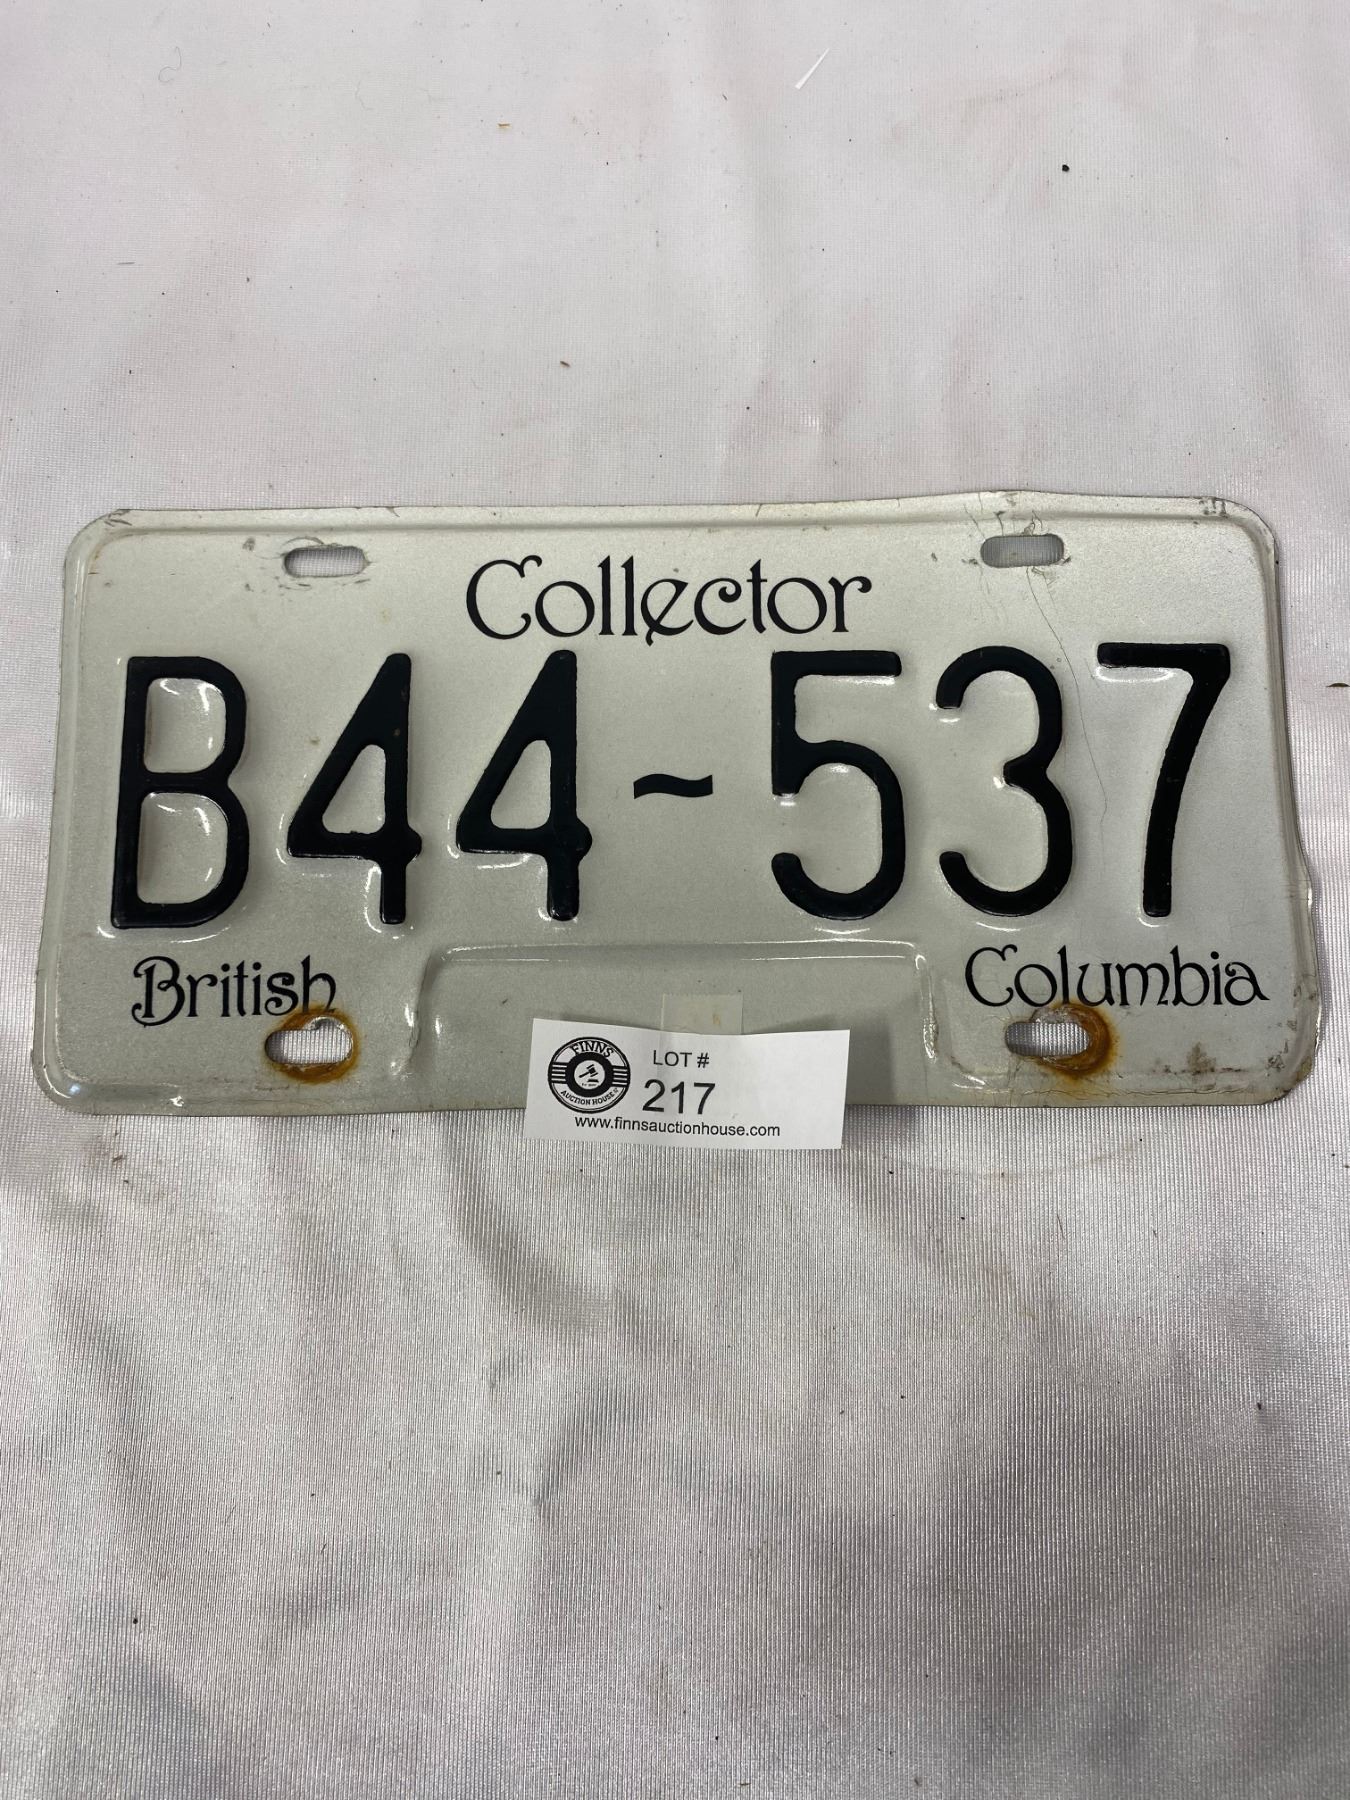 Collector
B44~537
British Columbia
FINNS
AUCTION HOUSE
LOT #
217
www.finnsauctionhouse.com